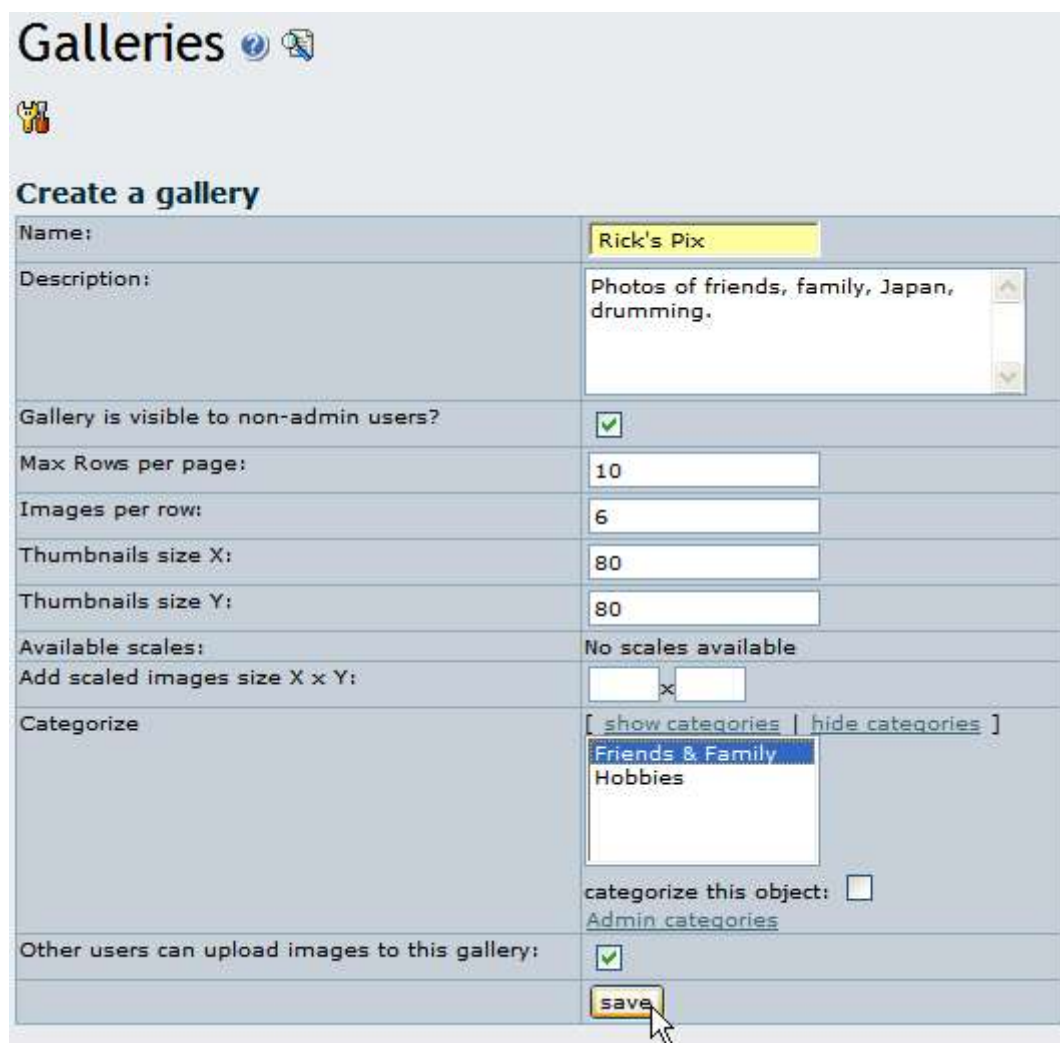 Galleries
Create a gallery
Name: Rick's Pix
Description: Photos of friends, family, Japan,
drumming.
Gallery is visible to non-admin users?
Max Rows per page: 10
Images per row: 6
Thumbnails size X: 80
Thumbnails size Y: 80
Available scales: No scales available
Add scaled images size X x Y: x
Categorize [ show categories | hide categories ]
Friends & Family
Hobbies
categorize this object:
Admin categories
Other users can upload images to this gallery:
save